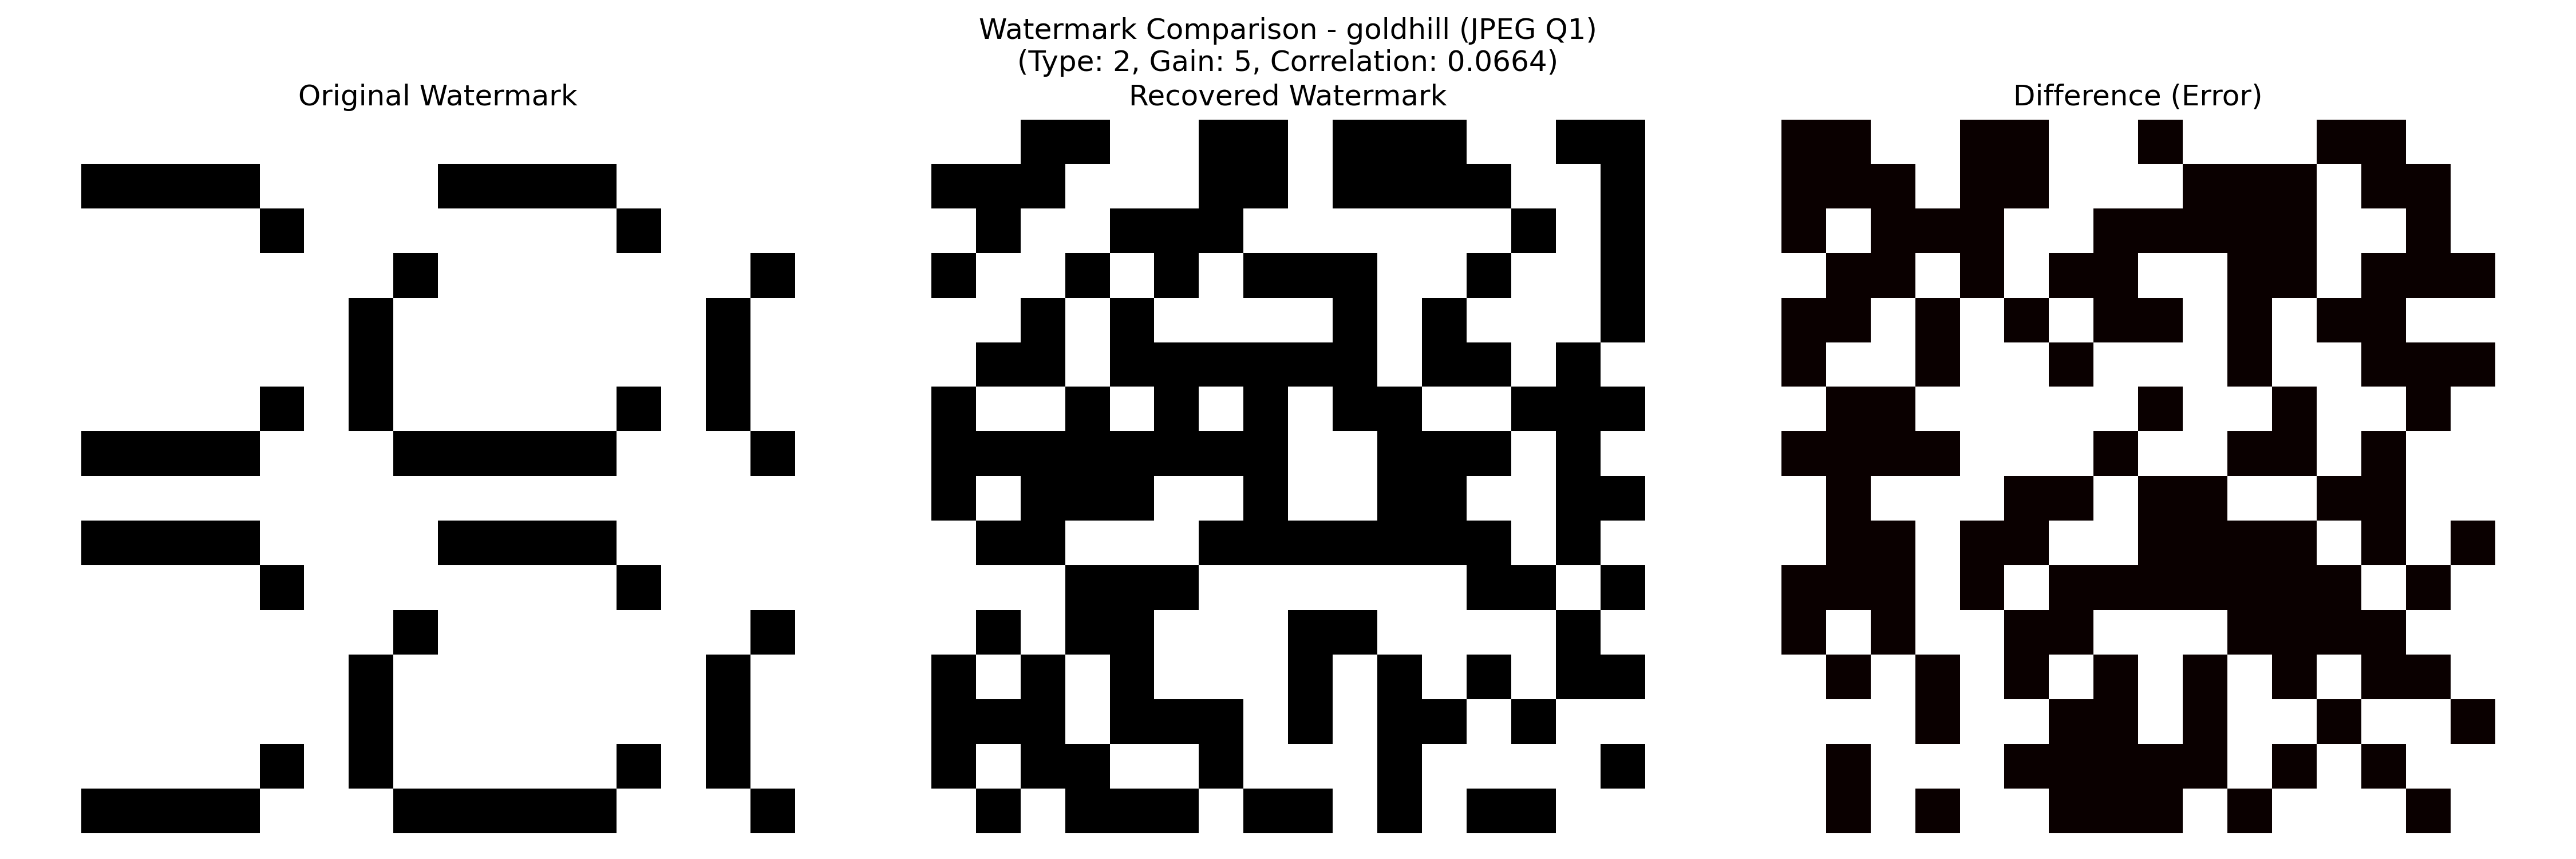 Watermark Comparison - goldhill (JPEG Q1)
(Type: 2, Gain: 5, Correlation: 0.0664)
Original Watermark
Recovered Watermark
Difference (Error)